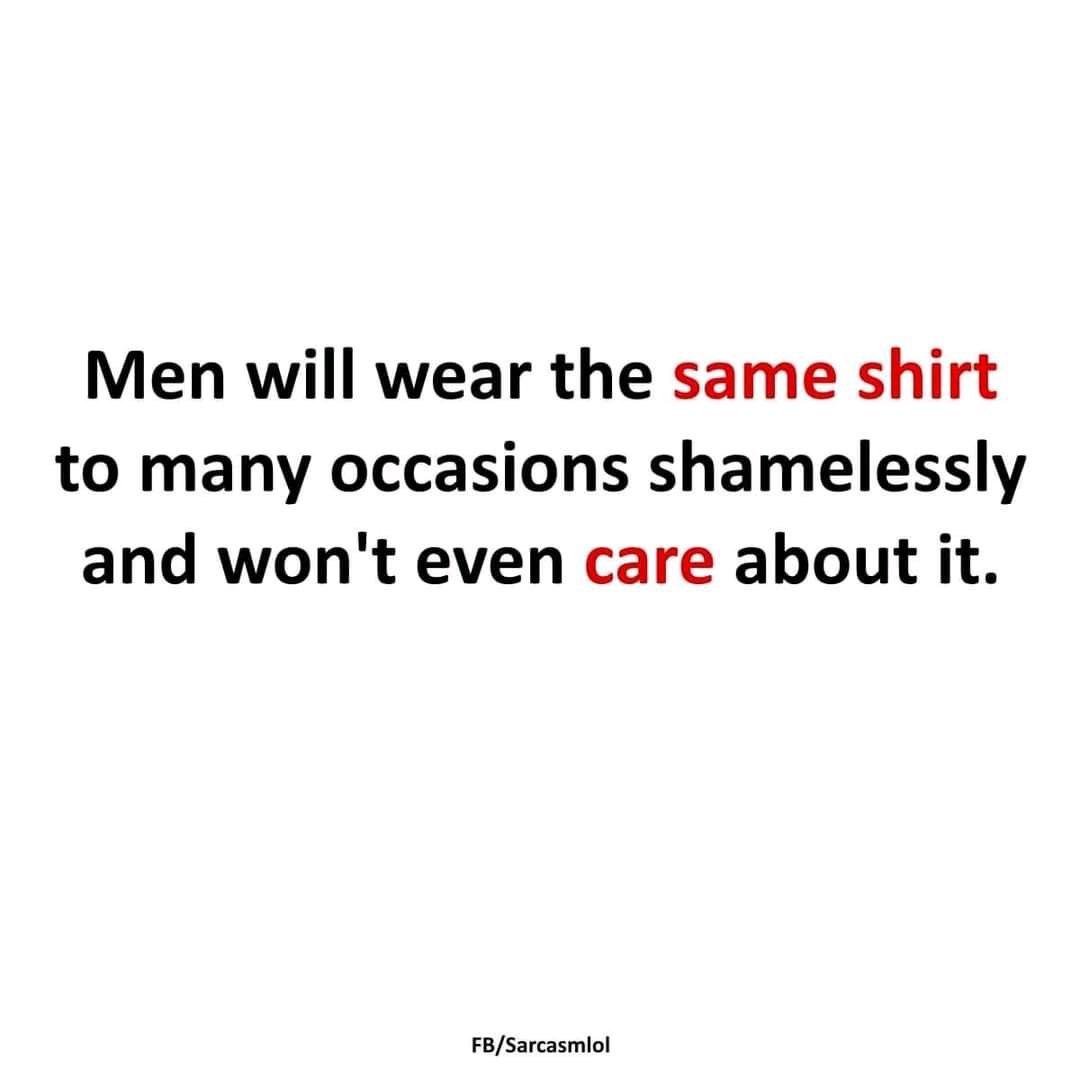 Men will wear the same shirt
to many occasions shamelessly
and won't even care about it.
FB/Sarcasmlol